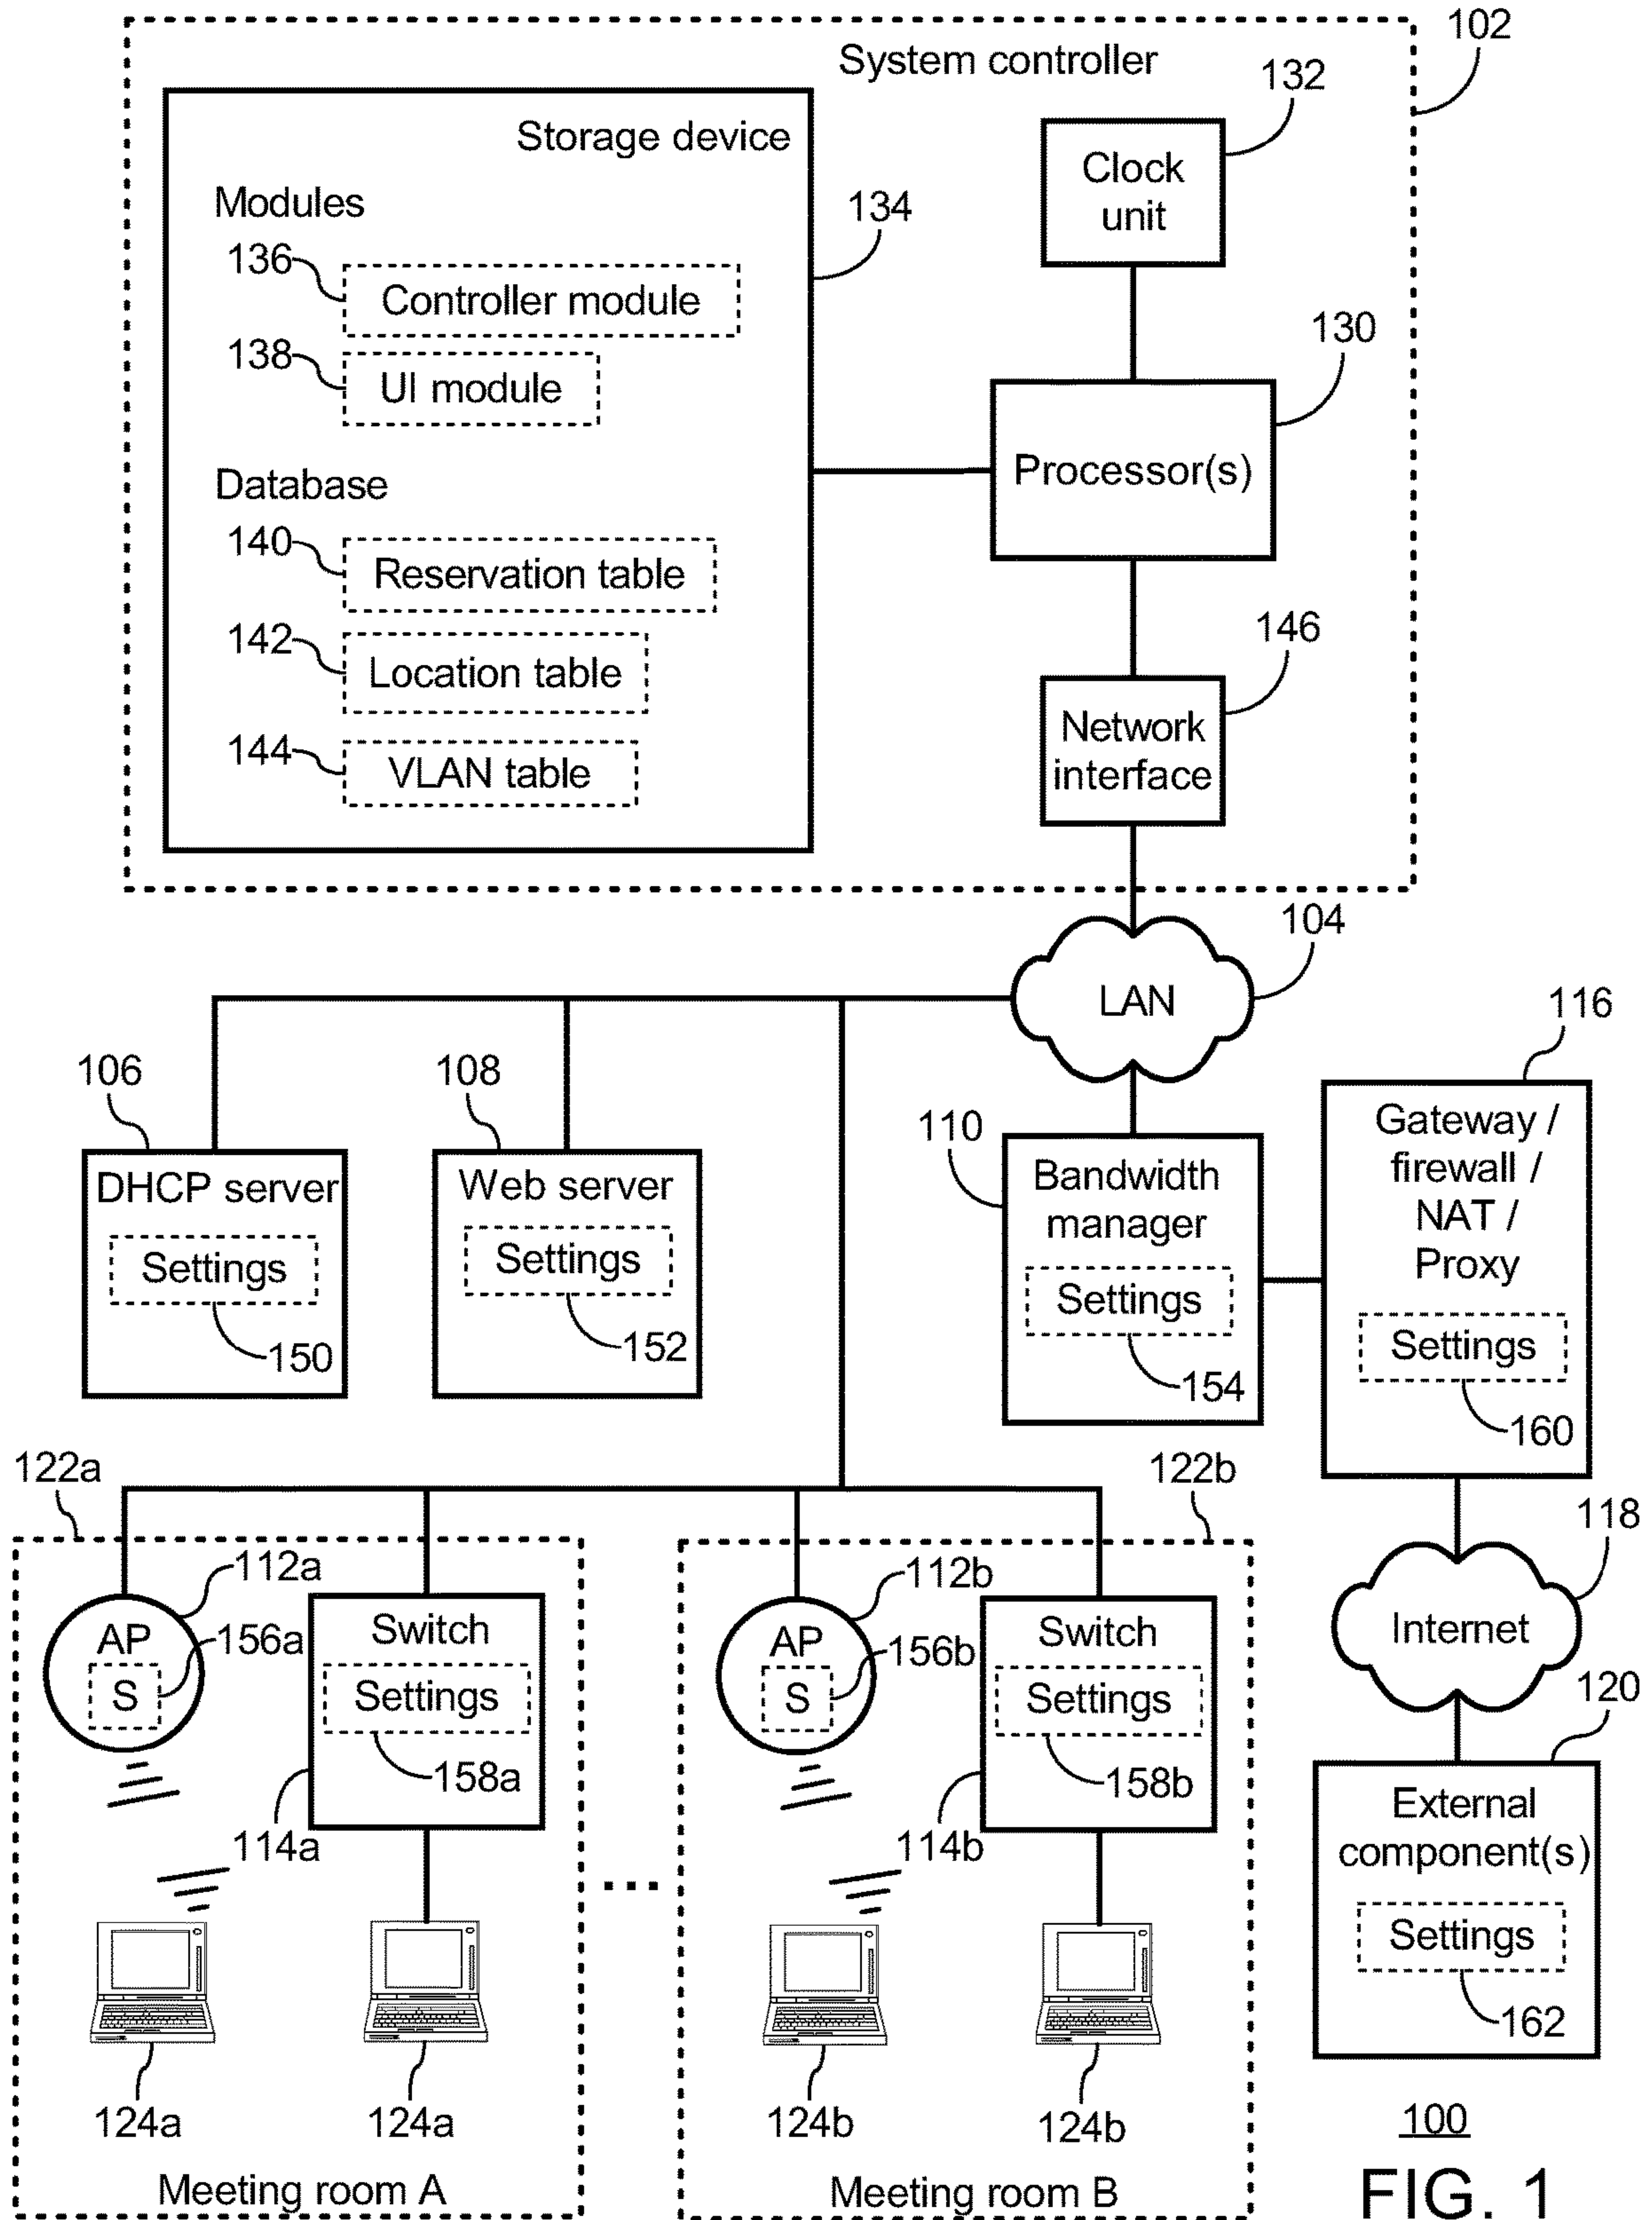 102
System controller
132
Storage device
Clock
unit
Modules
134
136
Controller module
130
138
UI module
Processor(s)
Database
140
Reservation table
146
142
Location table
Network
interface
144
VLAN table
104
LAN
116
106
108
110
Gateway /
firewall /
NAT /
Proxy
Settings
160
DHCP server
Settings
150
Web server
Settings
152
Bandwidth
manager
Settings
154
122a
122b
118
112a
AP
S
156a
Switch
Settings
158a
114a
112b
AP
S
156b
Switch
Settings
158b
114b
Internet
120
External
component(s)
Settings
162
124a
124a
124b
124b
Meeting room A
Meeting room B
100
FIG. 1